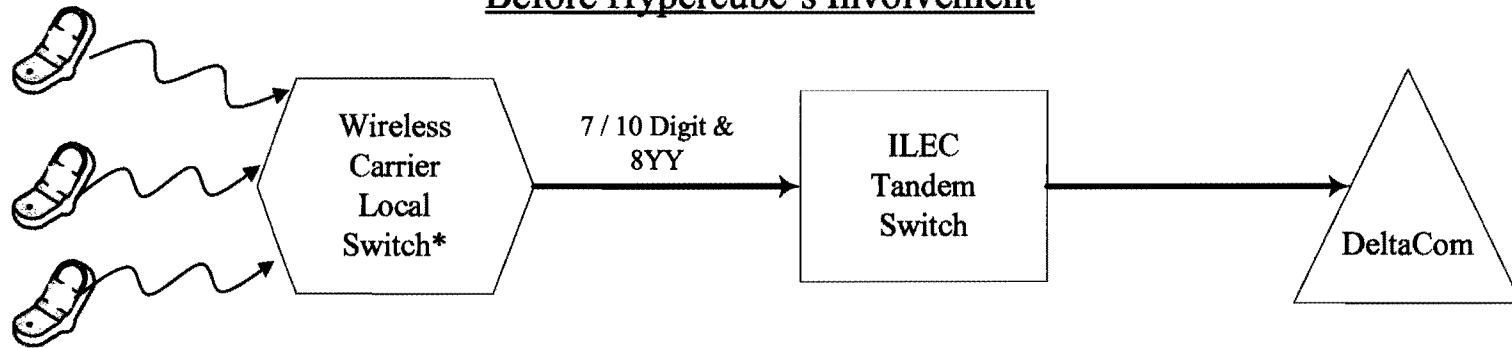 Before Hypercube's Involvement
Wireless
Carrier
Local
Switch*
7 / 10 Digit &
8YY
ILEC
Tandem
Switch
DeltaCom